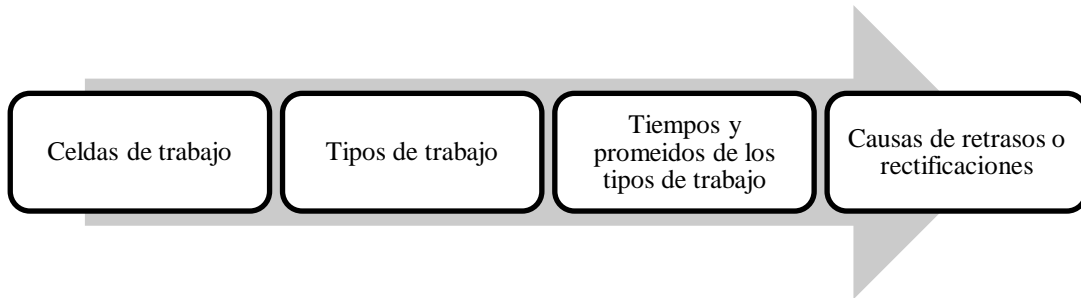 Celdas de trabajo
Tipos de trabajo
Tiempos y
promeidos de los
tipos de trabajo
Causas de retrasos o
rectificaciones